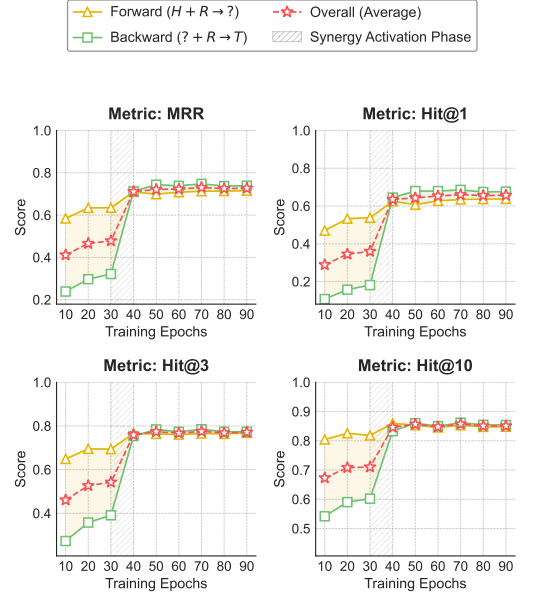 Forward (H + R → ?)
Overall (Average)
Backward (? + R → T)
Synergy Activation Phase
Metric: MRR
Metric: Hit@1
1.0
0.8
0.6
0.4
0.2
Score
10 20 30 40 50 60 70 80 90
Training Epochs
1.0
0.8
0.6
0.4
0.2
Score
10 20 30 40 50 60 70 80 90
Training Epochs
Metric: Hit@3
Metric: Hit@10
1.0
0.8
0.6
0.4
Score
10 20 30 40 50 60 70 80 90
Training Epochs
1.0
0.9
0.8
0.7
0.6
0.5
Score
10 20 30 40 50 60 70 80 90
Training Epochs